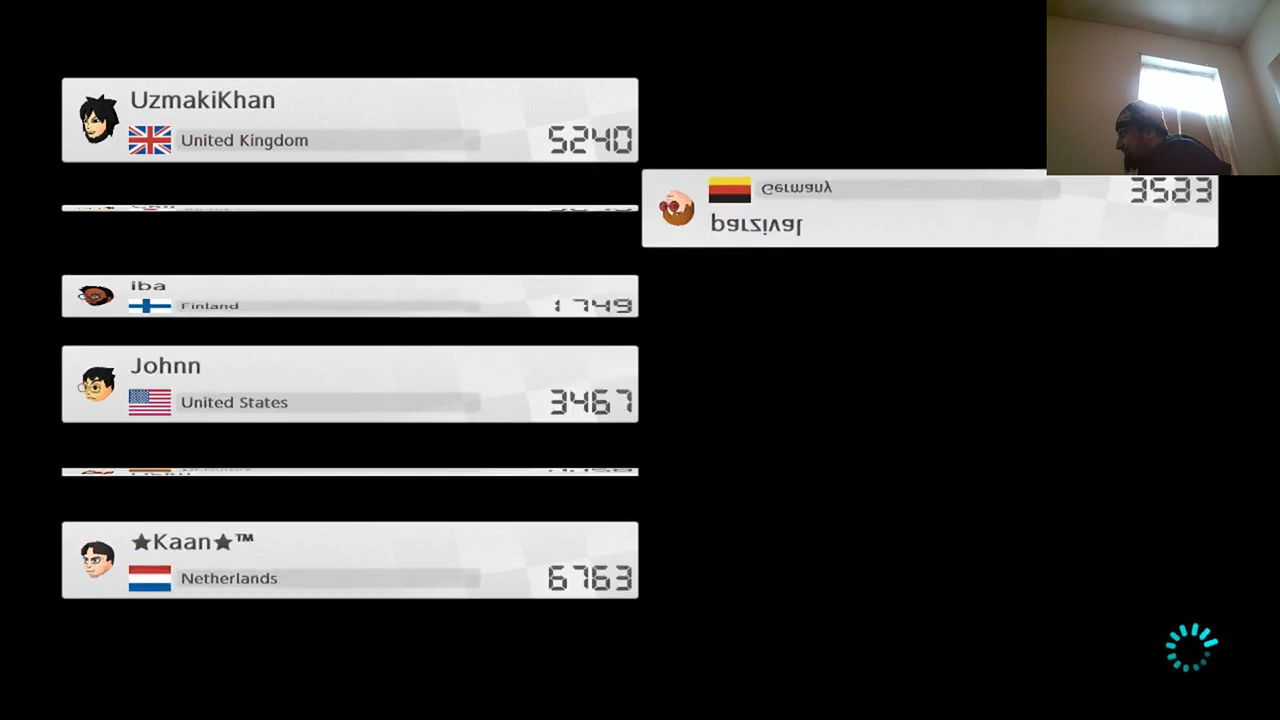 UzmakiKhan
United Kingdom 5240
iba
Finland 1749
Johnn
United States 3467
★Kaan★™
Netherlands 6763
Germany 3583
parzival